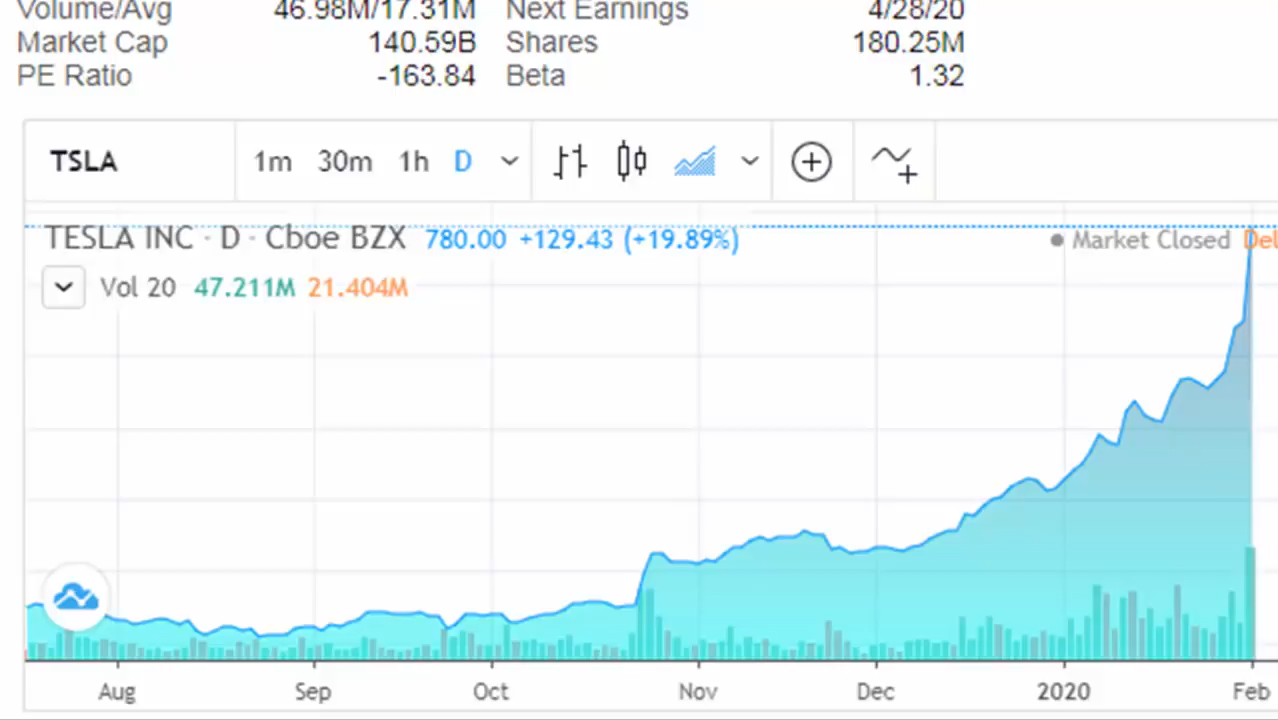 Volume/Avg 46.98M/17.31M Next Earnings 4/28/20
Market Cap 140.59B Shares 180.25M
PE Ratio -163.84 Beta 1.32
TSLA 1m 30m 1h D
TESLA INC · D · Cboe BZX 780.00 +129.43 (+19.89%) Market Closed Del
Vol 20 47.211M 21.404M
Aug Sep Oct Nov Dec 2020 Feb